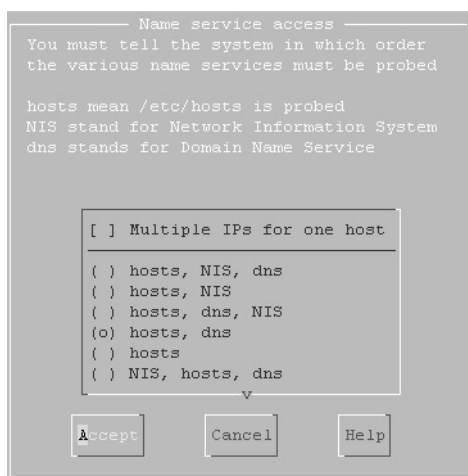 Name service access
You must tell the system in which order
the various name services must be probed
hosts mean /etc/hosts is probed
NIS stand for Network Information System
dns stands for Domain Name Service
[ ] Multiple IPs for one host
( ) hosts, NIS, dns
( ) hosts, NIS
( ) hosts, dns, NIS
(o) hosts, dns
( ) hosts
( ) NIS, hosts, dns
v
Accept Cancel Help